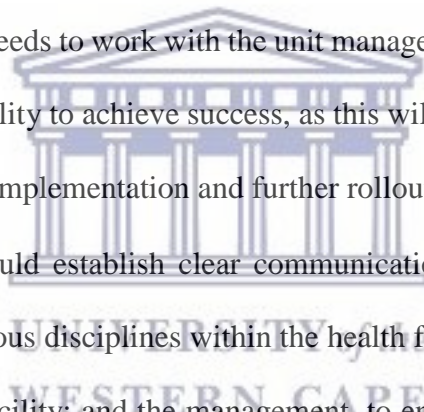 eeds to work with the unit manage
ility to achieve success, as this wil
mplementation and further rollou
uld establish clear communicatio
ous disciplines within the health f
UNIVERSITY of the
cility; and the management, to en
WESTERN CAPE